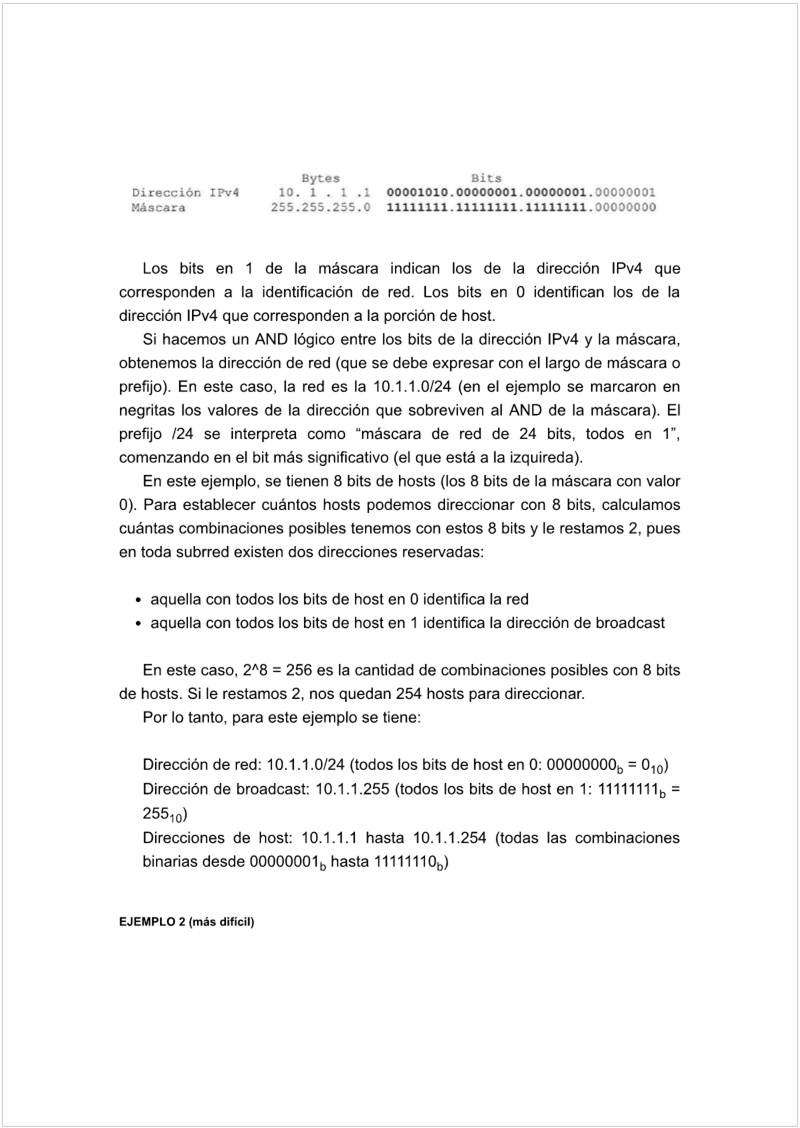 Bytes Bits
Dirección IPv4 10. 1 . 1 .1 00001010.00000001.00000001.00000001
Máscara 255.255.255.0 11111111.11111111.11111111.00000000
Los bits en 1 de la máscara indican los de la dirección IPv4 que
corresponden a la identificación de red. Los bits en 0 identifican los de la
dirección IPv4 que corresponden a la porción de host.
Si hacemos un AND lógico entre los bits de la dirección IPv4 y la máscara,
obtenemos la dirección de red (que se debe expresar con el largo de máscara o
prefijo). En este caso, la red es la 10.1.1.0/24 (en el ejemplo se marcaron en
negritas los valores de la dirección que sobreviven al AND de la máscara). El
prefijo /24 se interpreta como “máscara de red de 24 bits, todos en 1”,
comenzando en el bit más significativo (el que está a la izquireda).
En este ejemplo, se tienen 8 bits de hosts (los 8 bits de la máscara con valor
0). Para establecer cuántos hosts podemos direccionar con 8 bits, calculamos
cuántas combinaciones posibles tenemos con estos 8 bits y le restamos 2, pues
en toda subrred existen dos direcciones reservadas:
• aquella con todos los bits de host en 0 identifica la red
• aquella con todos los bits de host en 1 identifica la dirección de broadcast
En este caso, 2^8 = 256 es la cantidad de combinaciones posibles con 8 bits
de hosts. Si le restamos 2, nos quedan 254 hosts para direccionar.
Por lo tanto, para este ejemplo se tiene:
Dirección de red: 10.1.1.0/24 (todos los bits de host en 0: 00000000b = 010)
Dirección de broadcast: 10.1.1.255 (todos los bits de host en 1: 11111111b =
25510)
Direcciones de host: 10.1.1.1 hasta 10.1.1.254 (todas las combinaciones
binarias desde 00000001b hasta 11111110b)
EJEMPLO 2 (más difícil)